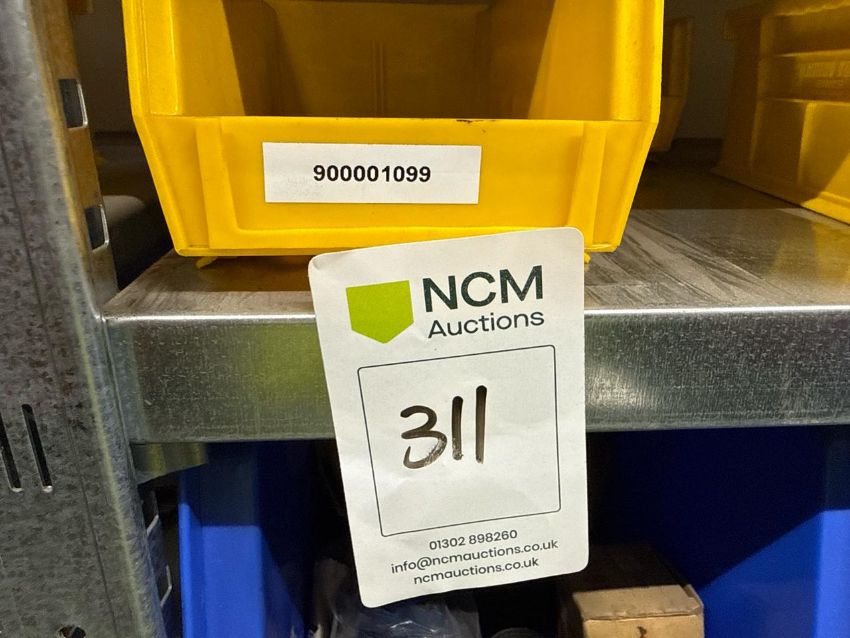 900001099
NCM
Auctions
311
01302 898260
info@ncmauctions.co.uk
ncmauctions.co.uk